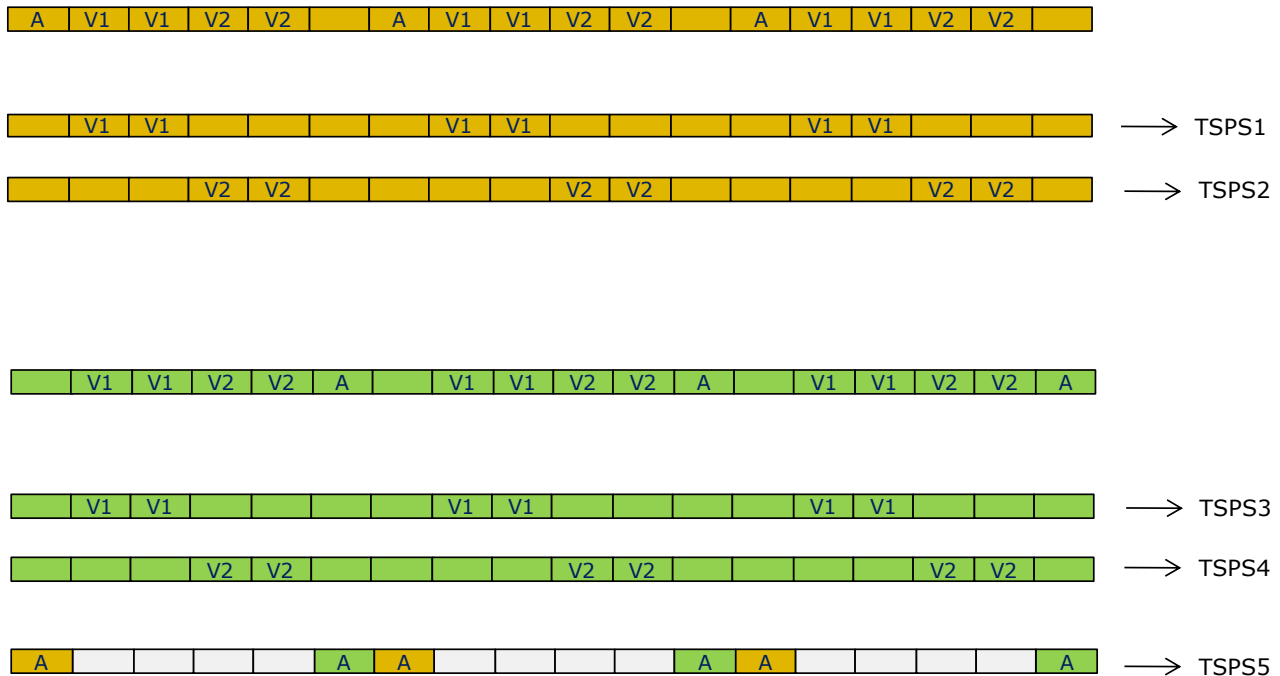 A V1 V1 V2 V2 A V1 V1 V2 V2 A V1 V1 V2 V2
V1 V1 V1 V1 V1 V1 TSPS1
V2 V2 V2 V2 V2 V2 TSPS2
V1 V1 V2 V2 A V1 V1 V2 V2 A V1 V1 V2 V2 A
V1 V1 V1 V1 V1 V1 TSPS3
V2 V2 V2 V2 V2 V2 TSPS4
A A A A A A TSPS5